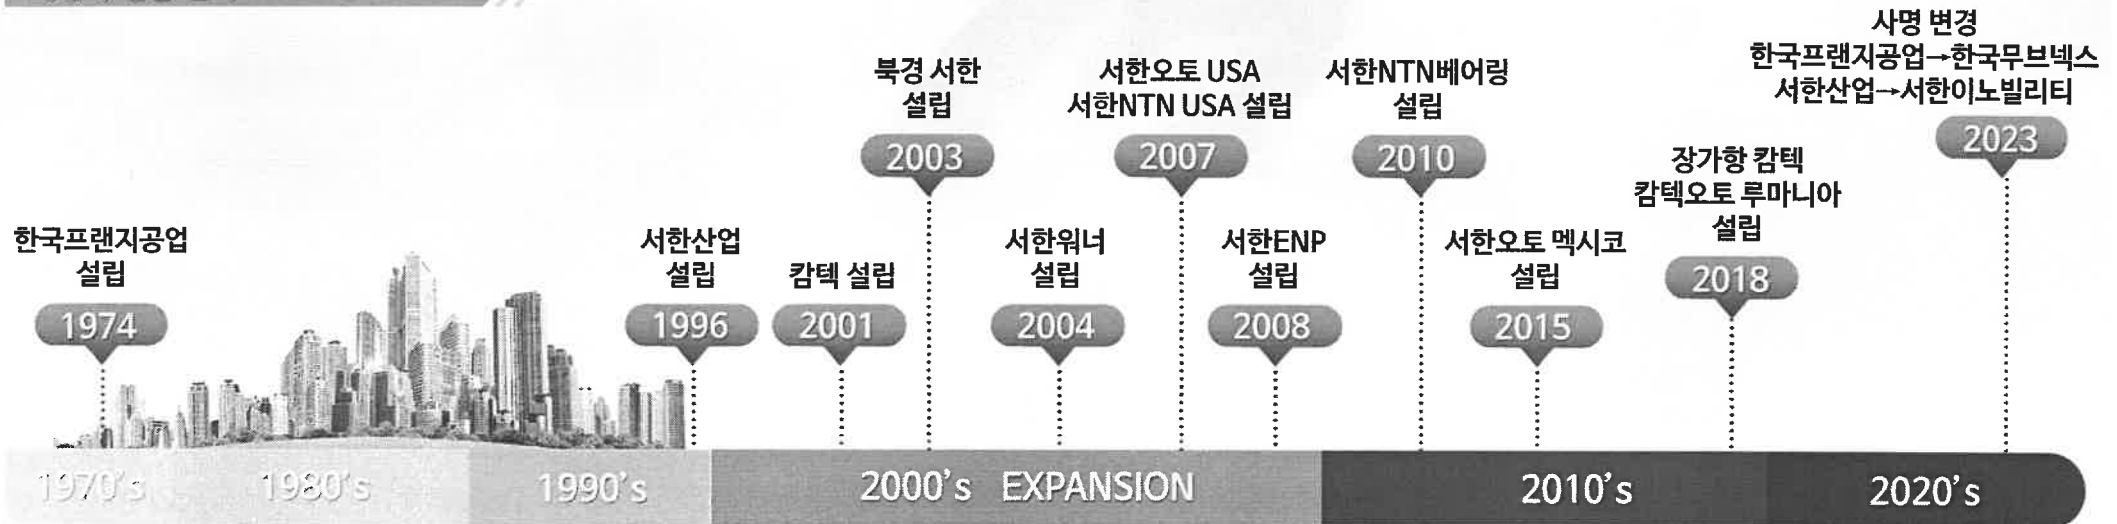 사명 변경
한국프랜지공업→한국무브넥스
서한산업→서한이노빌리티
2023
북경 서한
설립
2003
서한오토 USA
서한NTN USA 설립
2007
서한NTN베어링
설립
2010
장가항 캄텍
캄텍오토 루마니아
설립
2018
한국프랜지공업
설립
1974
서한산업
설립
1996
캄텍 설립
2001
서한워너
설립
2004
서한ENP
설립
2008
서한오토 멕시코
설립
2015
1970's
1980's
1990's
2000's EXPANSION
2010's
2020's